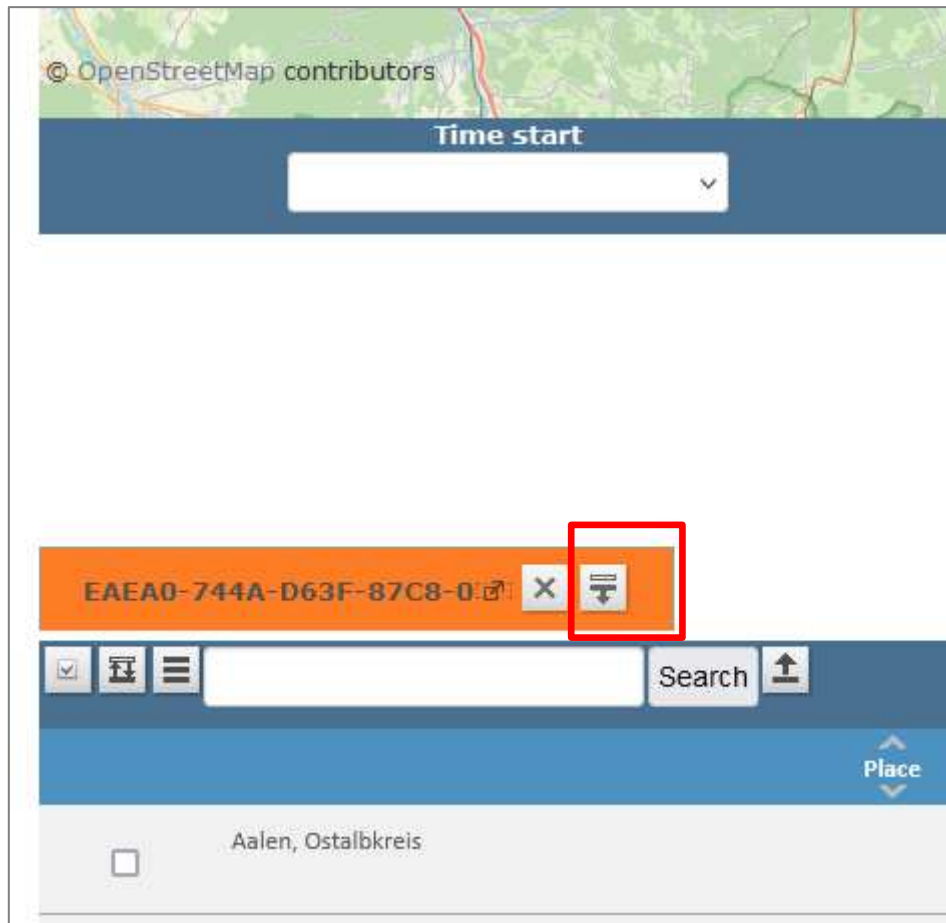 © OpenStreetMap contributors
Time start
EAEA0-744A-D63F-87C8-0
Search
Place
Aalen, Ostalbkreis